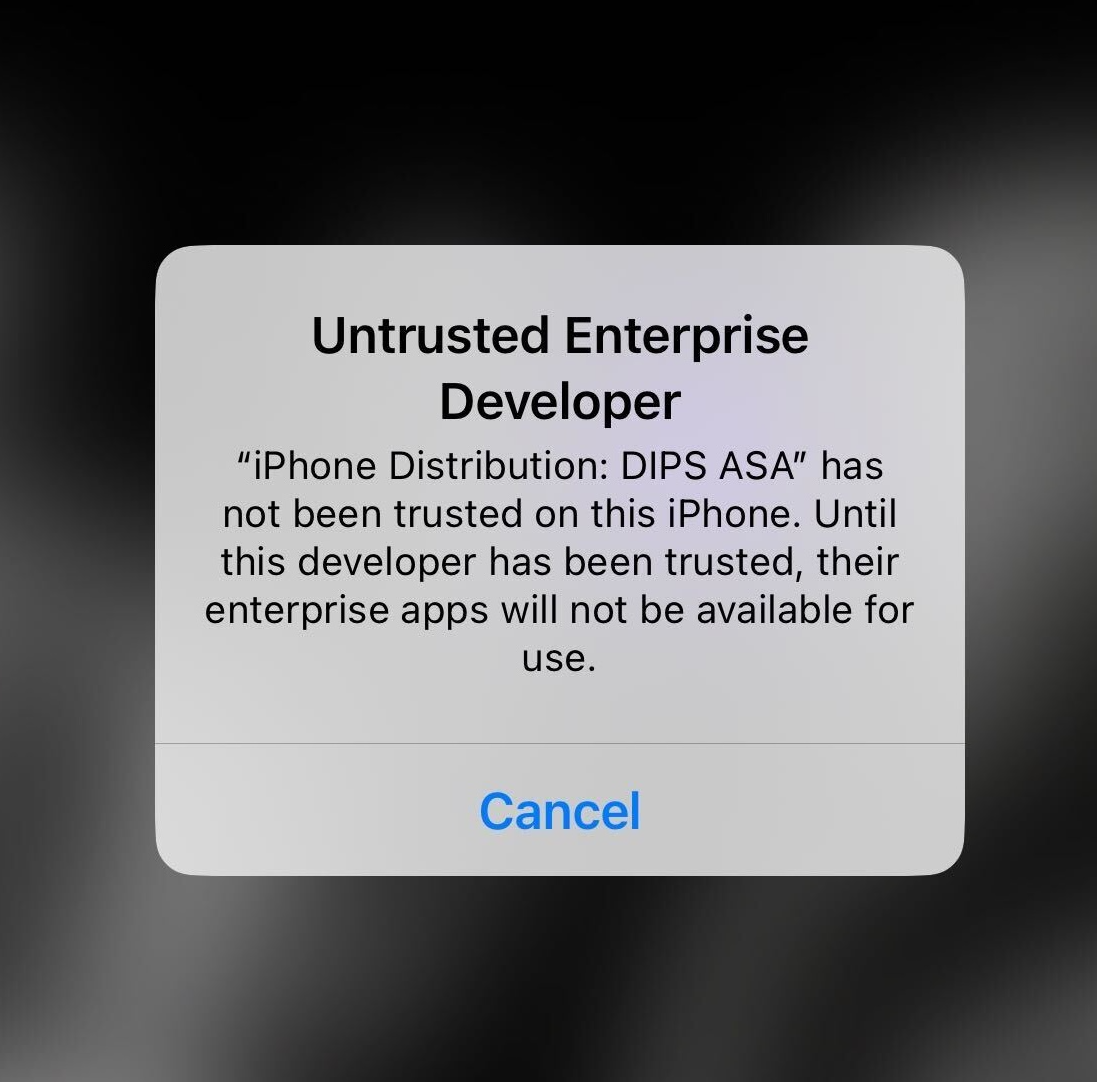 Untrusted Enterprise
Developer
“iPhone Distribution: DIPS ASA” has
not been trusted on this iPhone. Until
this developer has been trusted, their
enterprise apps will not be available for
use.
Cancel